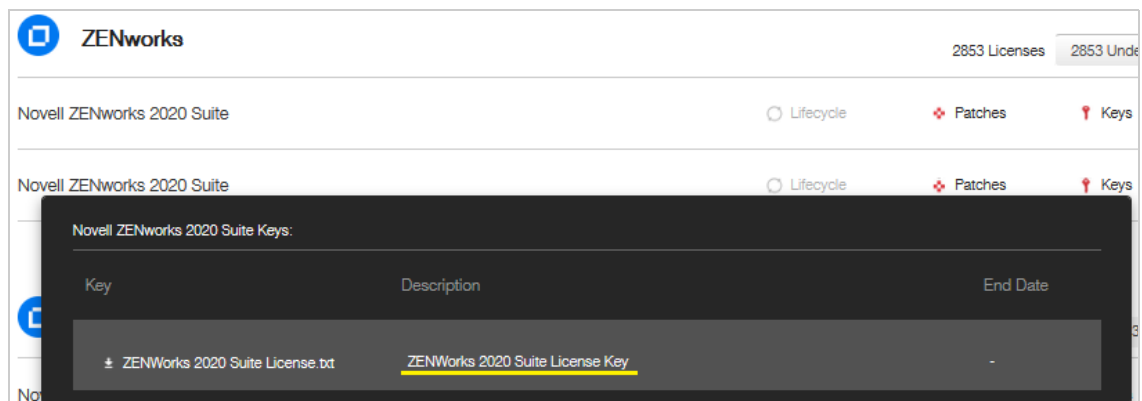 ZENworks
2853 Licenses 2853 Unde
Novell ZENworks 2020 Suite Lifecycle Patches Keys
Novell ZENworks 2020 Suite Lifecycle Patches Keys
Novell ZENworks 2020 Suite Keys:
Key Description End Date
ZENWorks 2020 Suite License.txt ZENWorks 2020 Suite License Key -